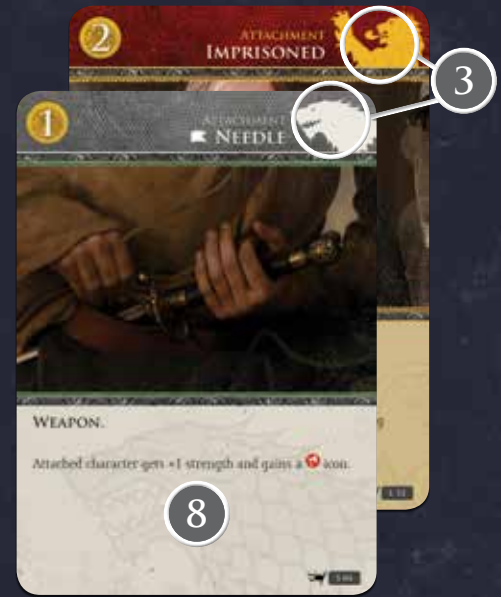 2
ATTACHMENT
IMPRISONED
3
1
ATTACHMENT
NEEDLE
WEAPON.
Attached character gets +1 strength and gains a icon.
8